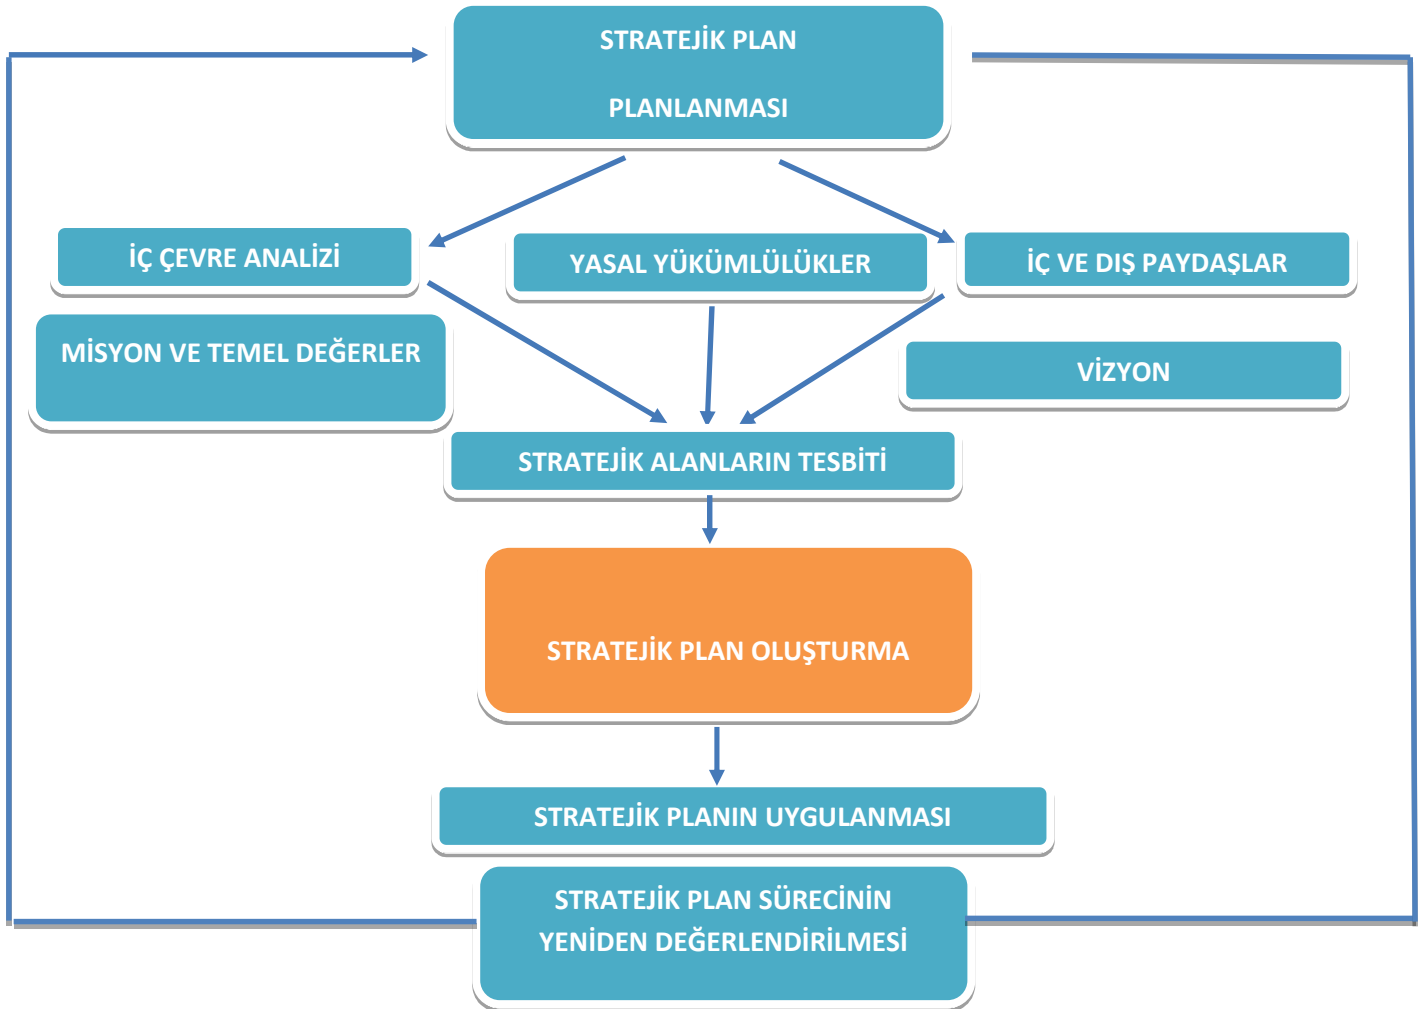 STRATEJİK PLAN
PLANLANMASI
İÇ ÇEVRE ANALİZİ
YASAL YÜKÜMLÜLÜKLER
İÇ VE DIŞ PAYDAŞLAR
MİSYON VE TEMEL DEĞERLER
VİZYON
STRATEJİK ALANLARIN TESBİTİ
STRATEJİK PLAN OLUŞTURMA
STRATEJİK PLANIN UYGULANMASI
STRATEJİK PLAN SÜRECİNİN
YENİDEN DEĞERLENDİRİLMESİ